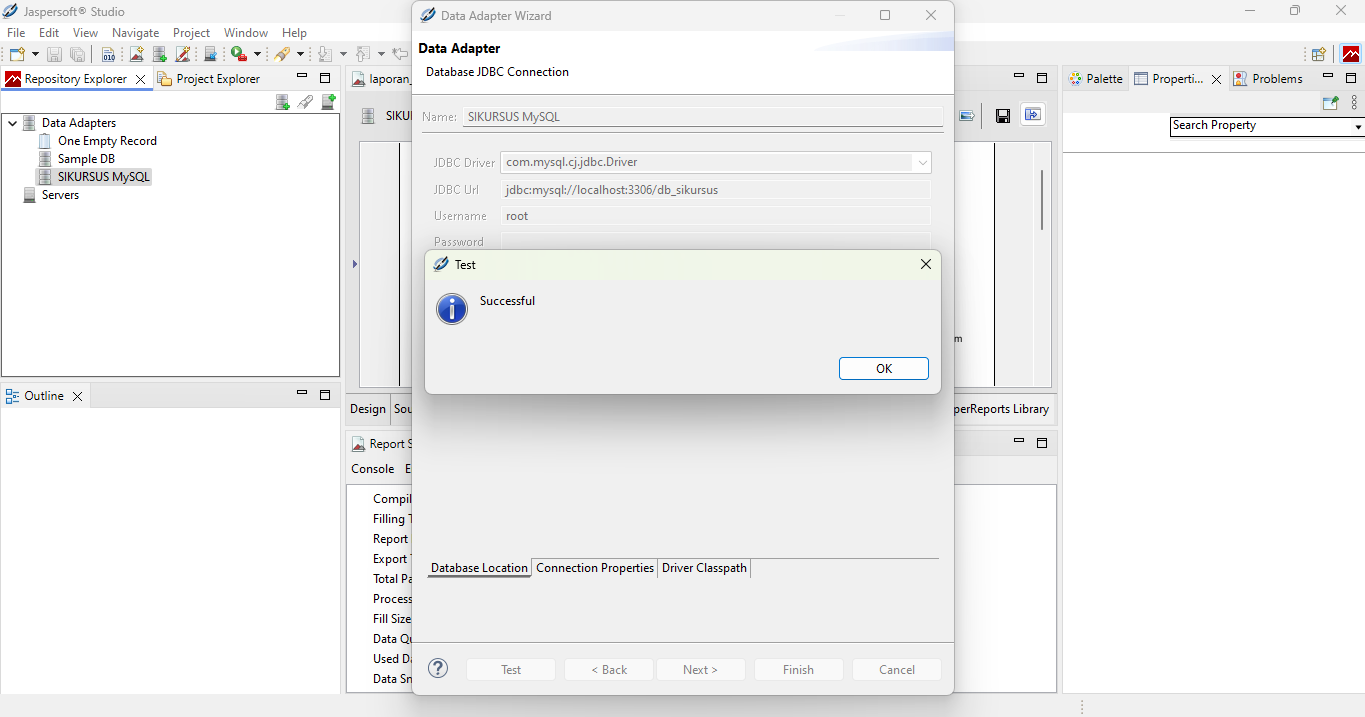 Jaspersoft® Studio
File Edit View Navigate Project Window Help
Repository Explorer
Project Explorer
Data Adapters
One Empty Record
Sample DB
SIKURSUS MySQL
Servers
Outline
laporan_
SIKU
Design
Sou
perReports Library
m
Report S
Console E
Compil
Filling T
Report
Export T
Total Pa
Process
Fill Size
Data Qu
Used Da
Data Sn
Data Adapter Wizard
Data Adapter
Database JDBC Connection
Name: SIKURSUS MySQL
JDBC Driver com.mysql.cj.jdbc.Driver
JDBC Url jdbc:mysql://localhost:3306/db_sikursus
Username root
Password
Test
Successful
OK
Database Location Connection Properties Driver Classpath
Test < Back Next > Finish Cancel
Palette
Properti...
Problems
Search Property